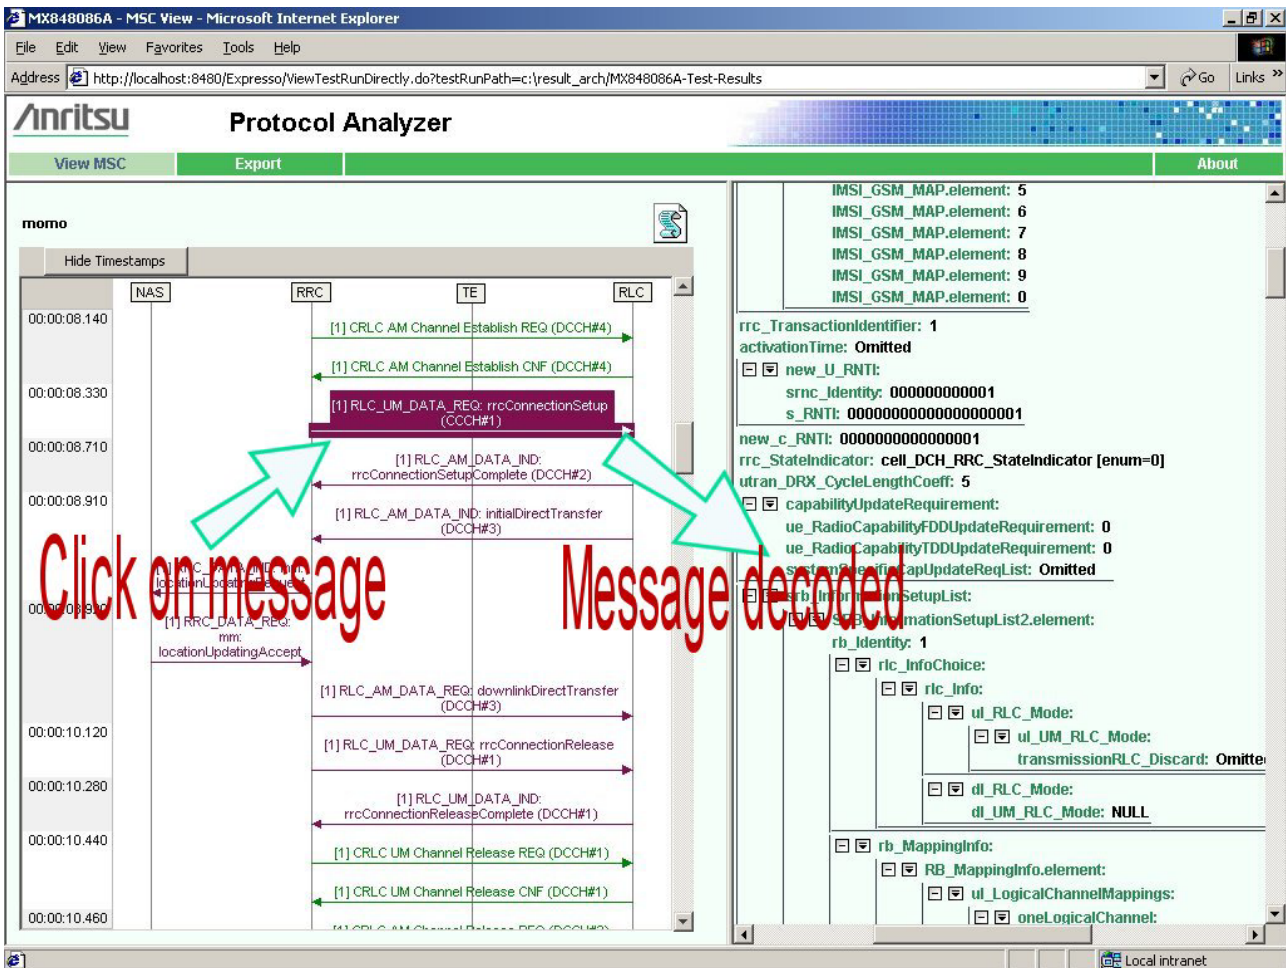 MX848086A - MSC View - Microsoft Internet Explorer
File Edit View Favorites Tools Help
Address http://localhost:8480/Expresso/ViewTestRunDirectly.do?testRunPath=c:\result_arch/MX848086A-Test-Results Go Links »
Anritsu Protocol Analyzer
View MSC Export About
momo
Hide Timestamps
NAS RRC TE RLC
00:00:08.140
[1] CRLC AM Channel Establish REQ (DCCH#4)
[1] CRLC AM Channel Establish CNF (DCCH#4)
00:00:08.330
[1] RLC_UM_DATA_REQ: rrcConnectionSetup
(CCCH#1)
00:00:08.710
[1] RLC_AM_DATA_IND:
rrcConnectionSetupComplete (DCCH#2)
00:00:08.910
[1] RLC_AM_DATA_IND: initialDirectTransfer
(DCCH#3)
Click on message
Message decoded
[1] RRC_DATA_REQ:
mm:
locationUpdatingAccept
[1] RLC_AM_DATA_REQ: downlinkDirectTransfer
(DCCH#3)
00:00:10.120
[1] RLC_UM_DATA_REQ: rrcConnectionRelease
(DCCH#1)
00:00:10.280
[1] RLC_UM_DATA_IND:
rrcConnectionReleaseComplete (DCCH#1)
00:00:10.440
[1] CRLC UM Channel Release REQ (DCCH#1)
[1] CRLC UM Channel Release CNF (DCCH#1)
00:00:10.460
IMSI_GSM_MAP.element: 5
IMSI_GSM_MAP.element: 6
IMSI_GSM_MAP.element: 7
IMSI_GSM_MAP.element: 8
IMSI_GSM_MAP.element: 9
IMSI_GSM_MAP.element: 0
rrc_TransactionIdentifier: 1
activationTime: Omitted
new_U_RNTI:
srnc_Identity: 000000000001
s_RNTI: 00000000000000000001
new_c_RNTI: 0000000000000001
rrc_StateIndicator: cell_DCH_RRC_StateIndicator [enum=0]
utran_DRX_CycleLengthCoeff: 5
capabilityUpdateRequirement:
ue_RadioCapabilityFDDUpdateRequirement: 0
ue_RadioCapabilityTDDUpdateRequirement: 0
systemSpecificCapUpdateReqList: Omitted
srb_InformationSetupList:
SRB_InformationSetupList2.element:
rb_Identity: 1
rlc_InfoChoice:
rlc_Info:
ul_RLC_Mode:
ul_UM_RLC_Mode:
transmissionRLC_Discard:
dl_RLC_Mode:
dl_UM_RLC_Mode: NULL
rb_MappingInfo:
RB_MappingInfo.element:
ul_LogicalChannelMappings:
oneLogicalChannel:
Local intranet